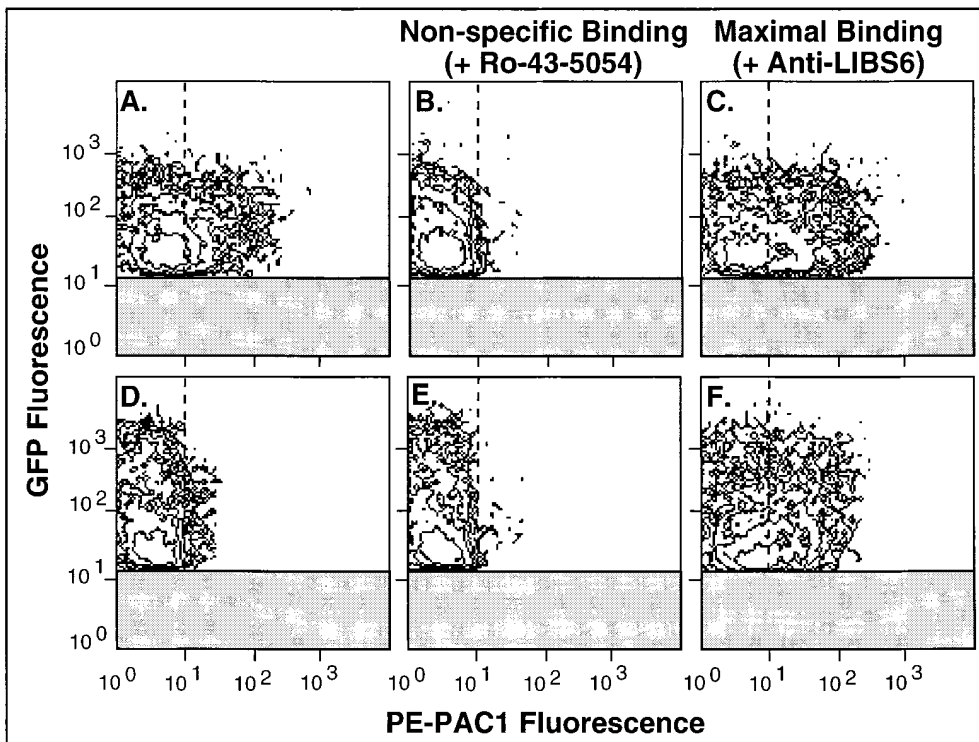 Non-specific Binding
(+ Ro-43-5054)
Maximal Binding
(+ Anti-LIBS6)
A.
B.
C.
10^3
10^2
10^1
10^0
D.
E.
F.
10^3
10^2
10^1
10^0
GFP Fluorescence
10^0 10^1 10^2 10^3
10^0 10^1 10^2 10^3
10^0 10^1 10^2 10^3
PE-PAC1 Fluorescence